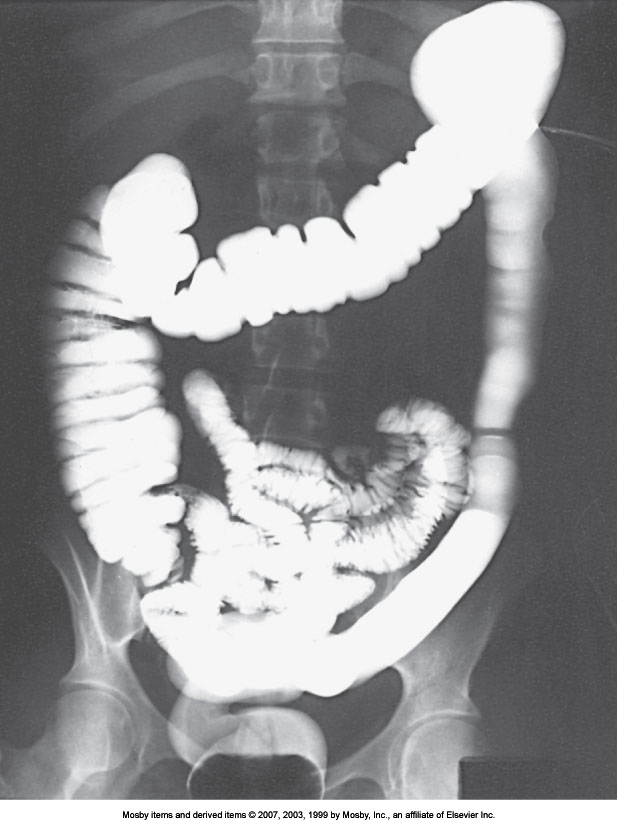 Mosby items and derived items © 2007, 2003, 1999 by Mosby, Inc., an affiliate of Elsevier Inc.